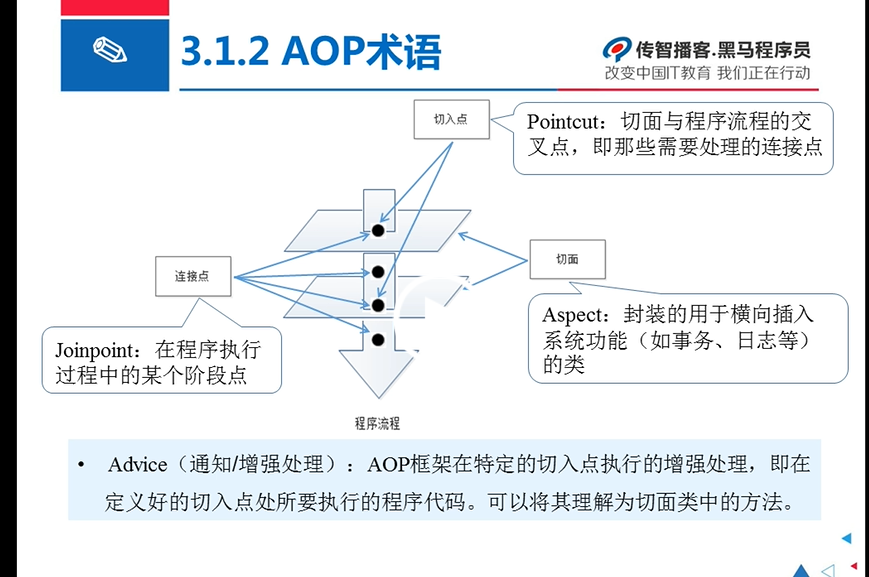 3.1.2 AOP术语
传智播客.黑马程序员
改变中国IT教育 我们正在行动
切入点
Pointcut：切面与程序流程的交
叉点，即那些需要处理的连接点
连接点
切面
Joinpoint：在程序执行
过程中的某个阶段点
Aspect：封装的用于横向插入
系统功能（如事务、日志等）
的类
程序流程
• Advice（通知/增强处理）：AOP框架在特定的切入点执行的增强处理，即在
定义好的切入点处所要执行的程序代码。可以将其理解为切面类中的方法。